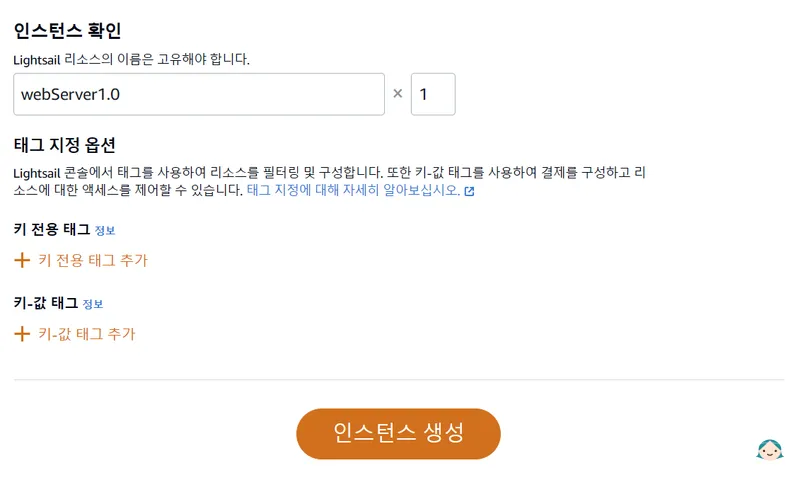 인스턴스 확인
Lightsail 리소스의 이름은 고유해야 합니다.
webServer1.0 × 1
태그 지정 옵션
Lightsail 콘솔에서 태그를 사용하여 리소스를 필터링 및 구성합니다. 또한 키-값 태그를 사용하여 결제를 구성하고 리
소스에 대한 액세스를 제어할 수 있습니다. 태그 지정에 대해 자세히 알아보십시오.
키 전용 태그 정보
+ 키 전용 태그 추가
키-값 태그 정보
+ 키-값 태그 추가
인스턴스 생성